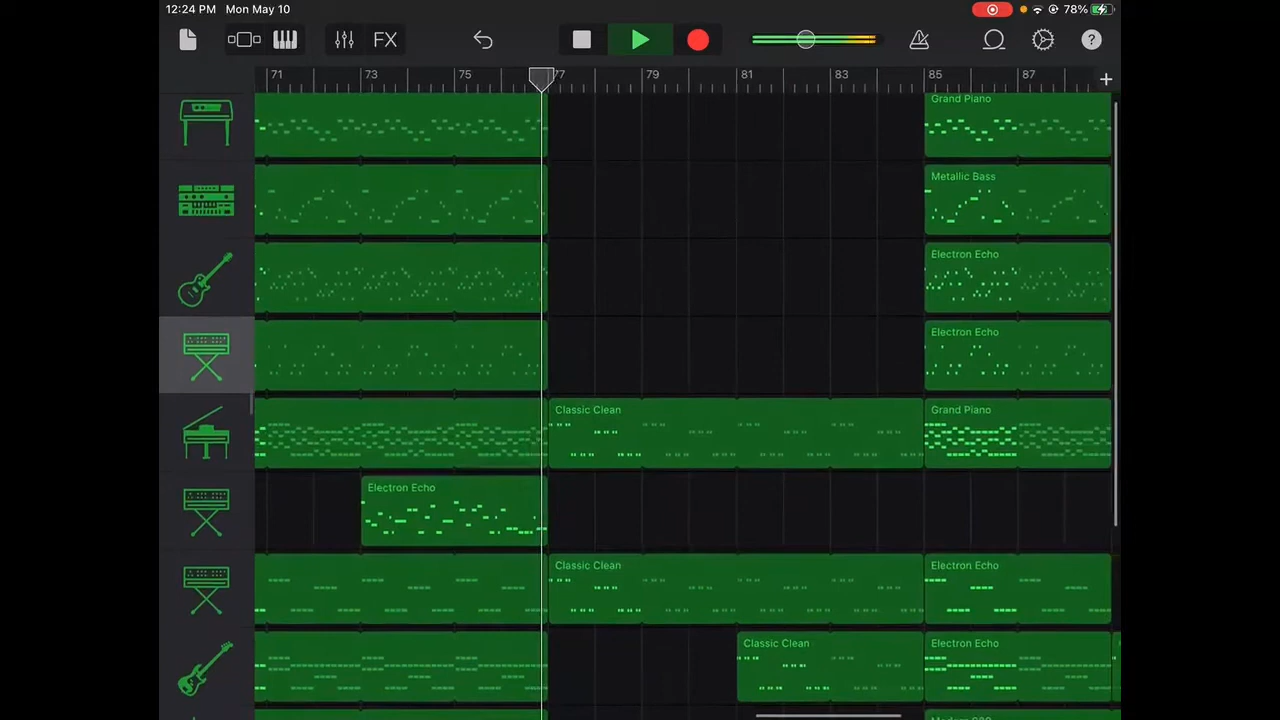 12:24 PM Mon May 10
78%
FX
?
71 73 75 77 79 81 83 85 87 +
Grand Piano
Metallic Bass
Electron Echo
Electron Echo
Classic Clean Grand Piano
Electron Echo
Classic Clean Electron Echo
Classic Clean Electron Echo